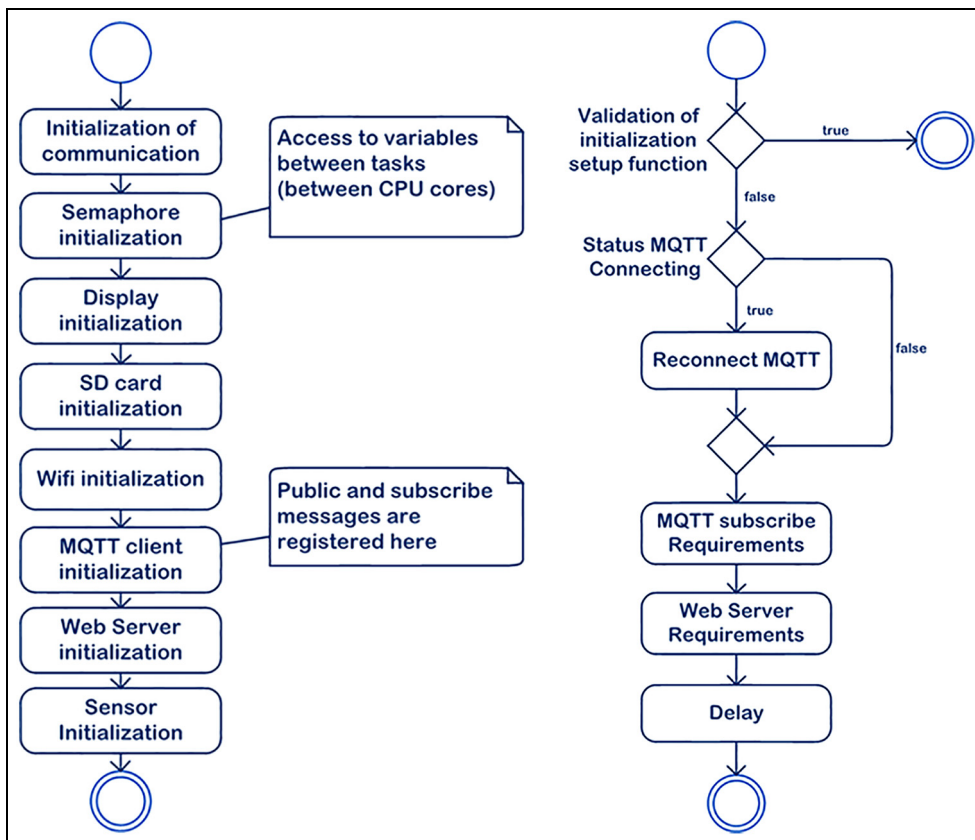 Initialization of
communication
Access to variables
between tasks
(between CPU cores)
Semaphore
initialization
Display
initialization
SD card
initialization
Wifi initialization
Public and subscribe
messages are
registered here
MQTT client
initialization
Web Server
initialization
Sensor
Initialization
Validation of
initialization
setup function
true
false
Status MQTT
Connecting
true
false
Reconnect MQTT
MQTT subscribe
Requirements
Web Server
Requirements
Delay